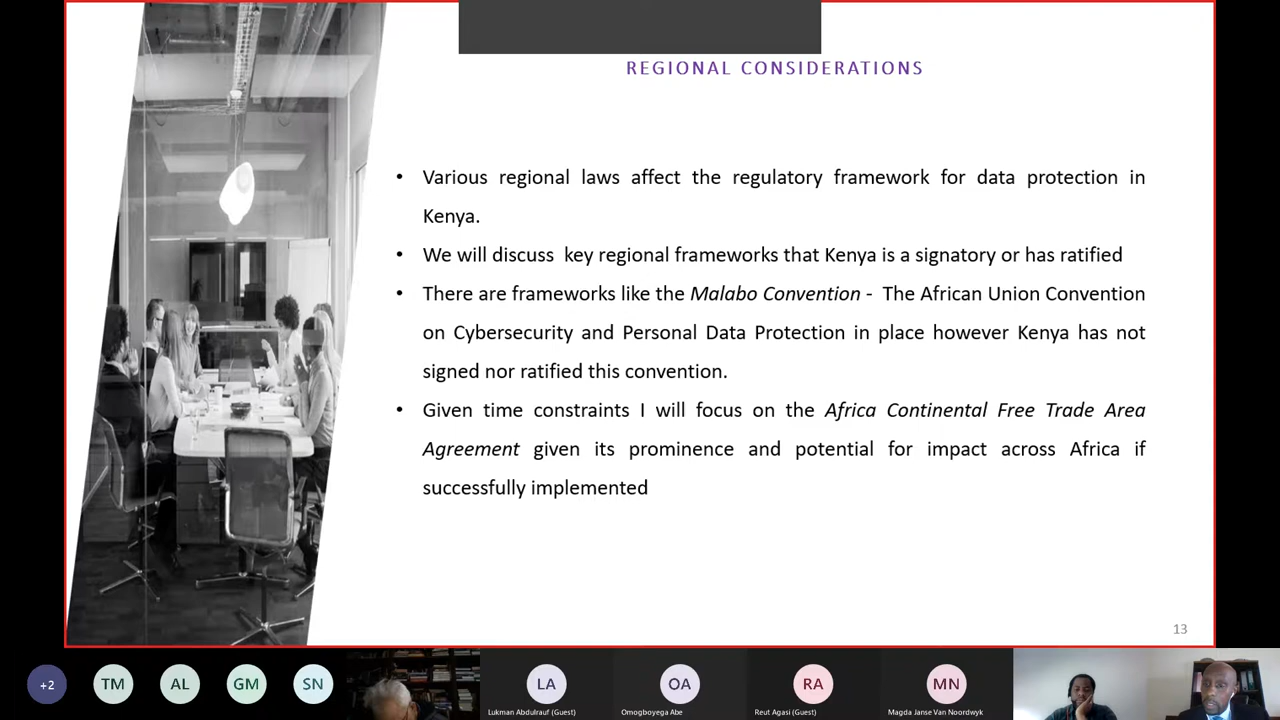 REGIONAL CONSIDERATIONS
• Various regional laws affect the regulatory framework for data protection in
Kenya.
• We will discuss key regional frameworks that Kenya is a signatory or has ratified
• There are frameworks like the Malabo Convention - The African Union Convention
on Cybersecurity and Personal Data Protection in place however Kenya has not
signed nor ratified this convention.
• Given time constraints I will focus on the Africa Continental Free Trade Area
Agreement given its prominence and potential for impact across Africa if
successfully implemented
13
+2 TM AL GM SN LA OA RA MN
Lukman Abdulrauf (Guest) Omogboyega Abe Reut Agasi (Guest) Magda Janse Van Noordwyk